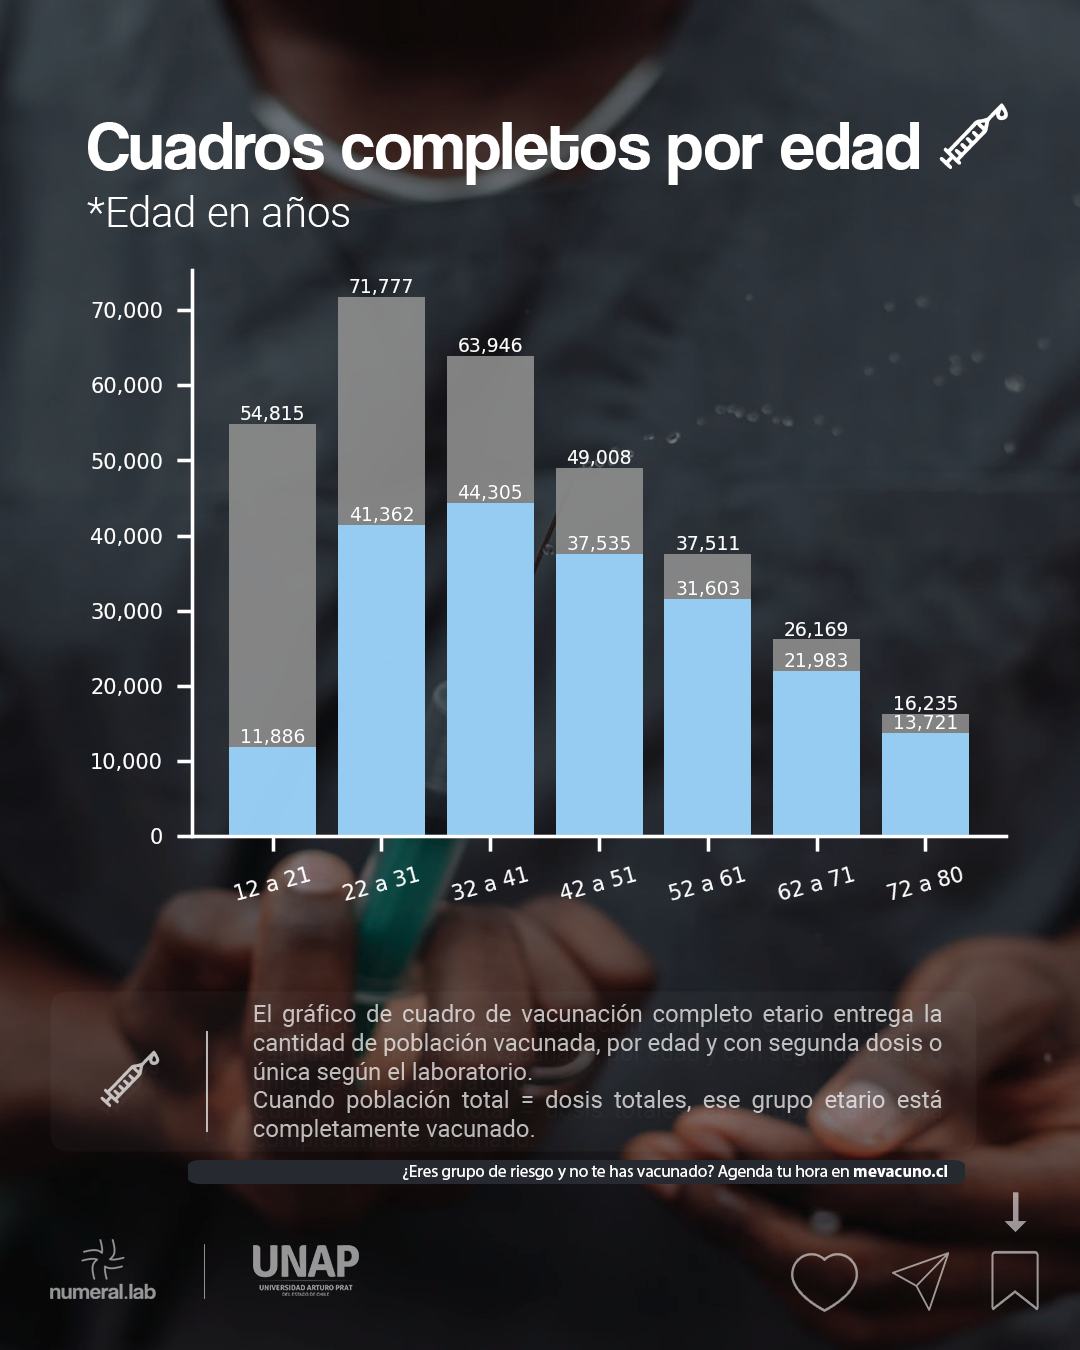 Cuadros completos por edad
*Edad en años
70,000
60,000
50,000
40,000
30,000
20,000
10,000
0
54,815
11,886
71,777
41,362
63,946
44,305
49,008
37,535
37,511
31,603
26,169
21,983
16,235
13,721
12 a 21
22 a 31
32 a 41
42 a 51
52 a 61
62 a 71
72 a 80
El gráfico de cuadro de vacunación completo etario entrega la
cantidad de población vacunada, por edad y con segunda dosis o
única según el laboratorio.
Cuando población total = dosis totales, ese grupo etario está
completamente vacunado.
¿Eres grupo de riesgo y no te has vacunado? Agenda tu hora en mevacuno.cl
numeral.lab
UNAP
UNIVERSIDAD ARTURO PRAT
DEL ESTADO DE CHILE